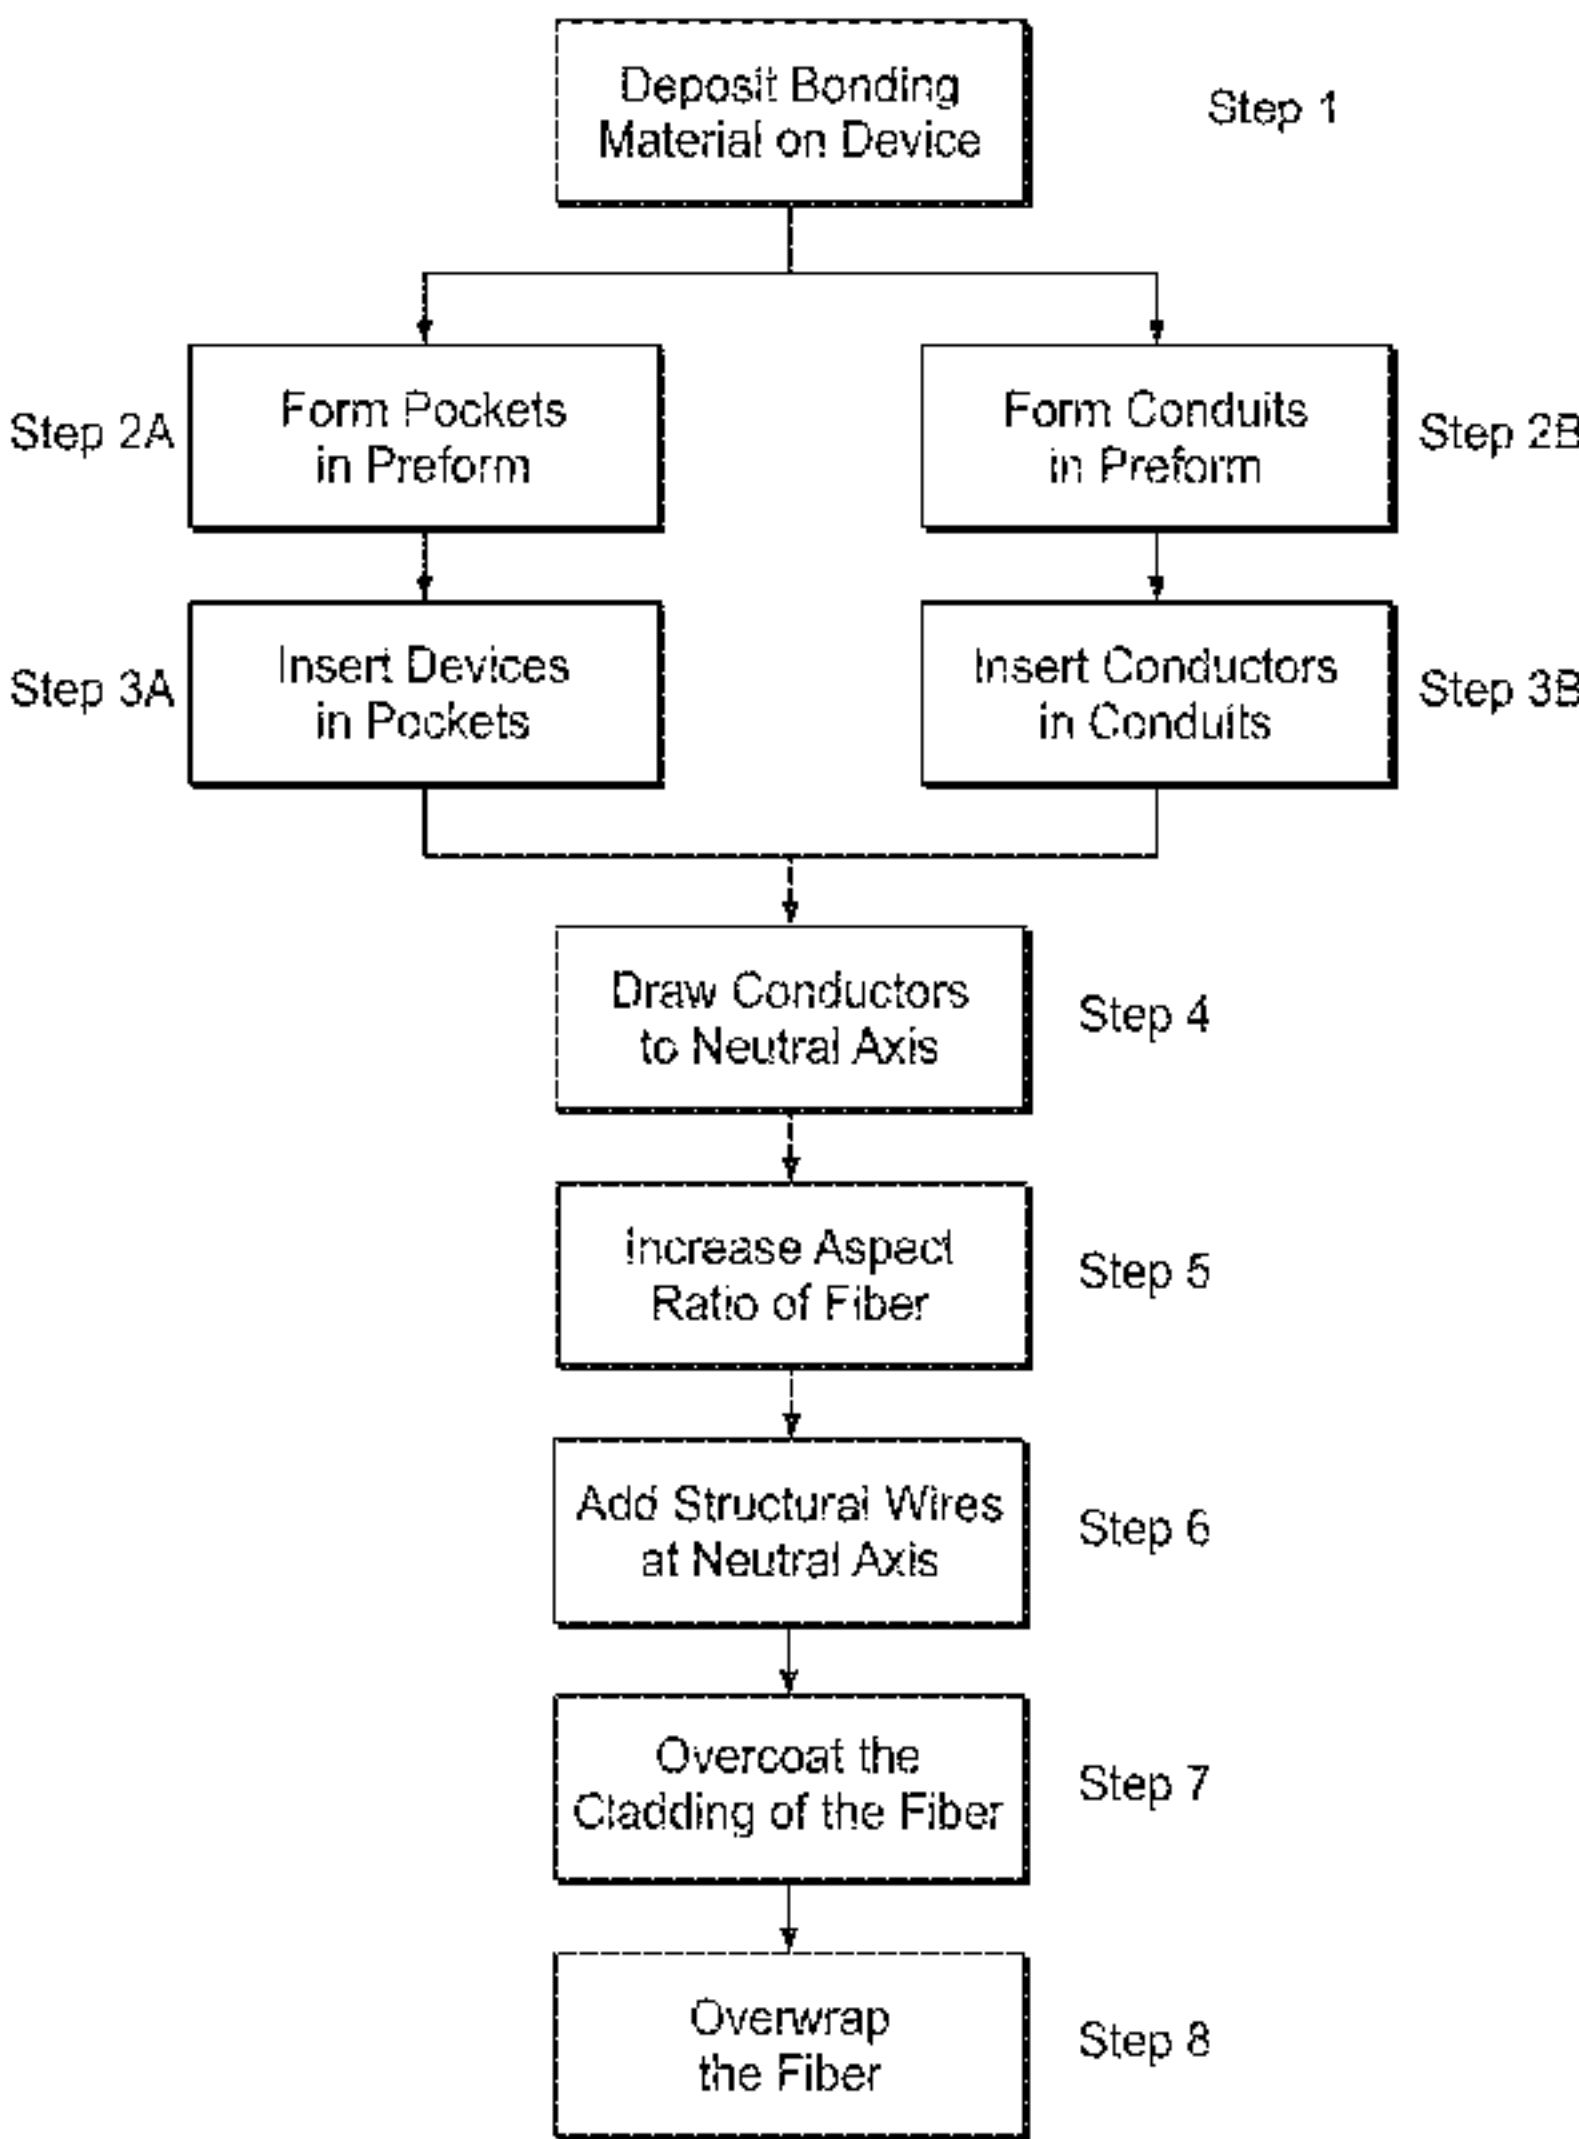 Deposit Bonding
Material on Device
Step 1
Step 2A
Form Pockets
in Preform
Form Conduits
in Preform
Step 2B
Step 3A
Insert Devices
in Pockets
Insert Conductors
in Conduits
Step 3B
Draw Conductors
to Neutral Axis
Step 4
Increase Aspect
Ratio of Fiber
Step 5
Add Structural Wires
at Neutral Axis
Step 6
Overcoat the
Cladding of the Fiber
Step 7
Overwrap
the Fiber
Step 8